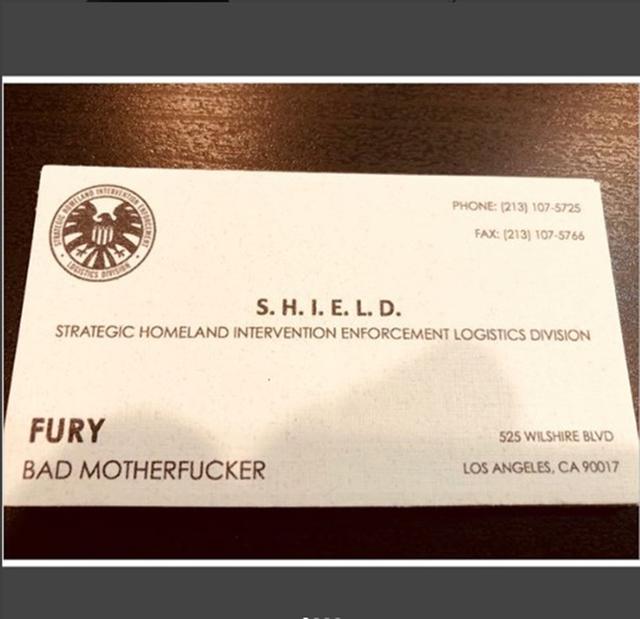 STRATEGIC HOMELAND INTERVENTION ENFORCEMENT
LOGISTICS DIVISION
PHONE: (213) 107-5725
FAX: (213) 107-5766
S. H. I. E. L. D.
STRATEGIC HOMELAND INTERVENTION ENFORCEMENT LOGISTICS DIVISION
FURY
BAD MOTHERFUCKER
525 WILSHIRE BLVD
LOS ANGELES, CA 90017